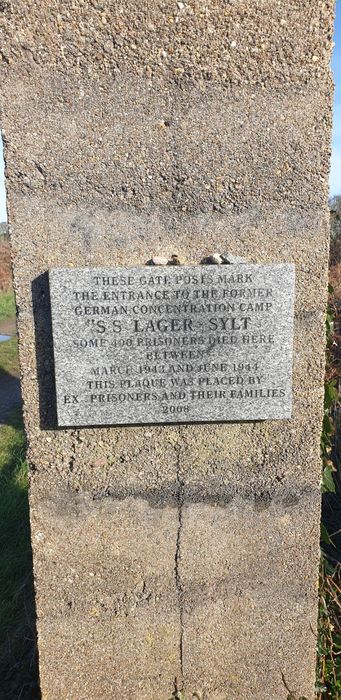 THESE GATE POSTS MARK
THE ENTRANCE TO THE FORMER
GERMAN CONCENTRATION CAMP
"S S LAGER - SYLT"
SOME 400 PRISONERS DIED HERE
BETWEEN
MARCH 1943 AND JUNE 1944
THIS PLAQUE WAS PLACED BY
EX - PRISONERS AND THEIR FAMILIES
2008